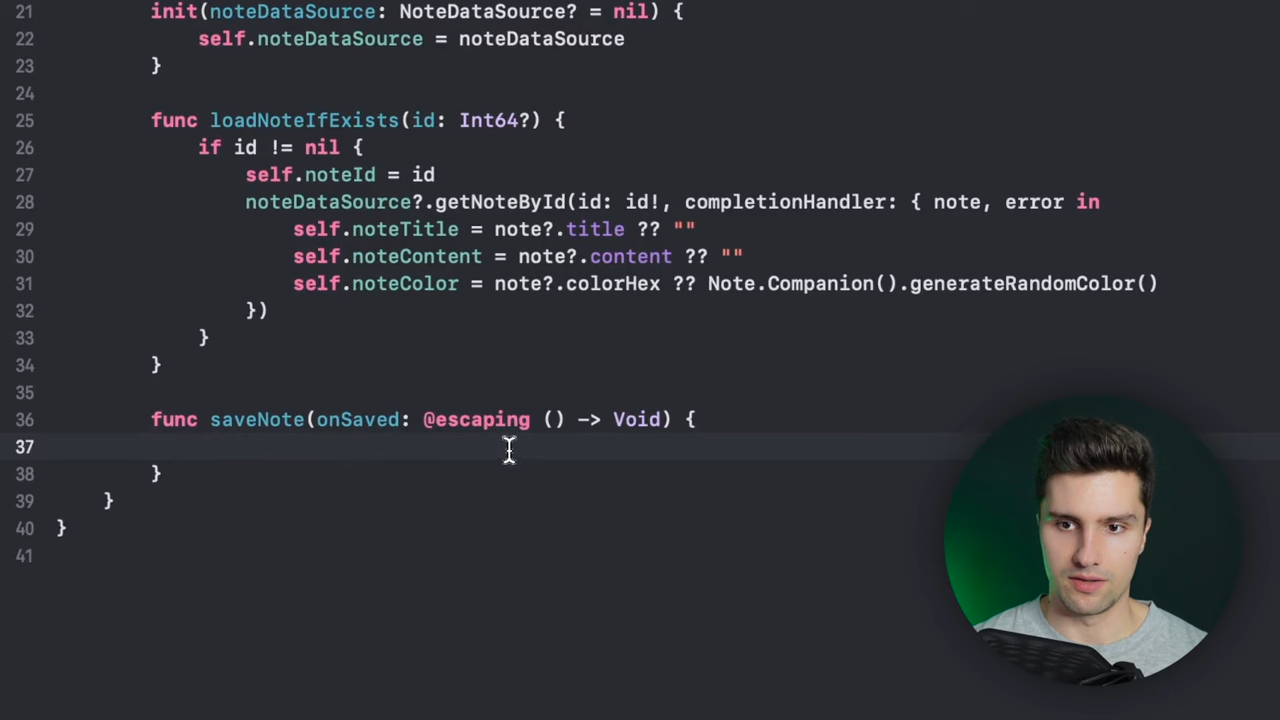 21 init(noteDataSource: NoteDataSource? = nil) {
22 self.noteDataSource = noteDataSource
23 }
24
25 func loadNoteIfExists(id: Int64?) {
26 if id != nil {
27 self.noteId = id
28 noteDataSource?.getNoteById(id: id!, completionHandler: { note, error in
29 self.noteTitle = note?.title ?? ""
30 self.noteContent = note?.content ?? ""
31 self.noteColor = note?.colorHex ?? Note.Companion().generateRandomColor()
32 })
33 }
34 }
35
36 func saveNote(onSaved: @escaping () -> Void) {
37
38 }
39 }
40 }
41